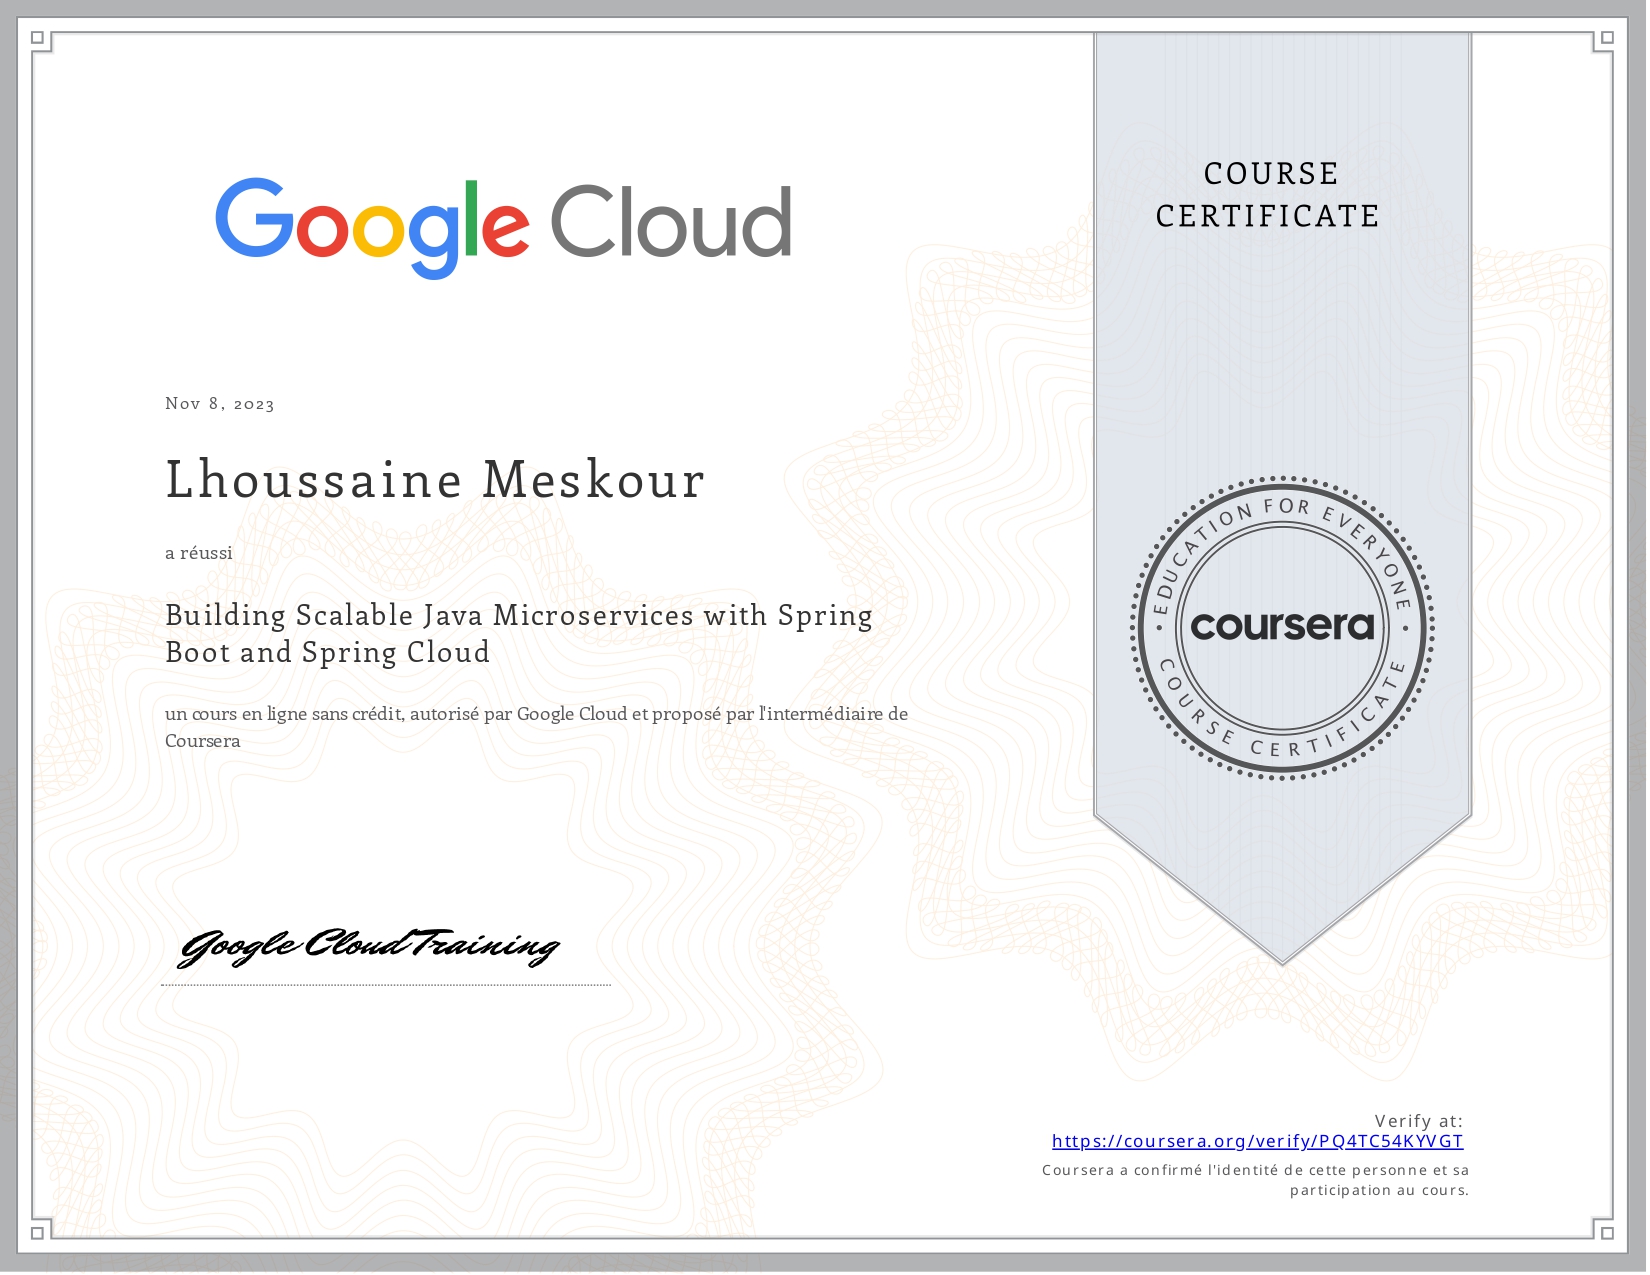 Google Cloud
COURSE
CERTIFICATE
Nov 8, 2023
Lhoussaine Meskour
a réussi
Building Scalable Java Microservices with Spring
Boot and Spring Cloud
un cours en ligne sans crédit, autorisé par Google Cloud et proposé par l'intermédiaire de
Coursera
EDUCATION FOR EVERYONE
coursera
COURSE CERTIFICATE
Google Cloud Training
Verify at:
https://coursera.org/verify/PQ4TC54KYVGT
Coursera a confirmé l'identité de cette personne et sa
participation au cours.